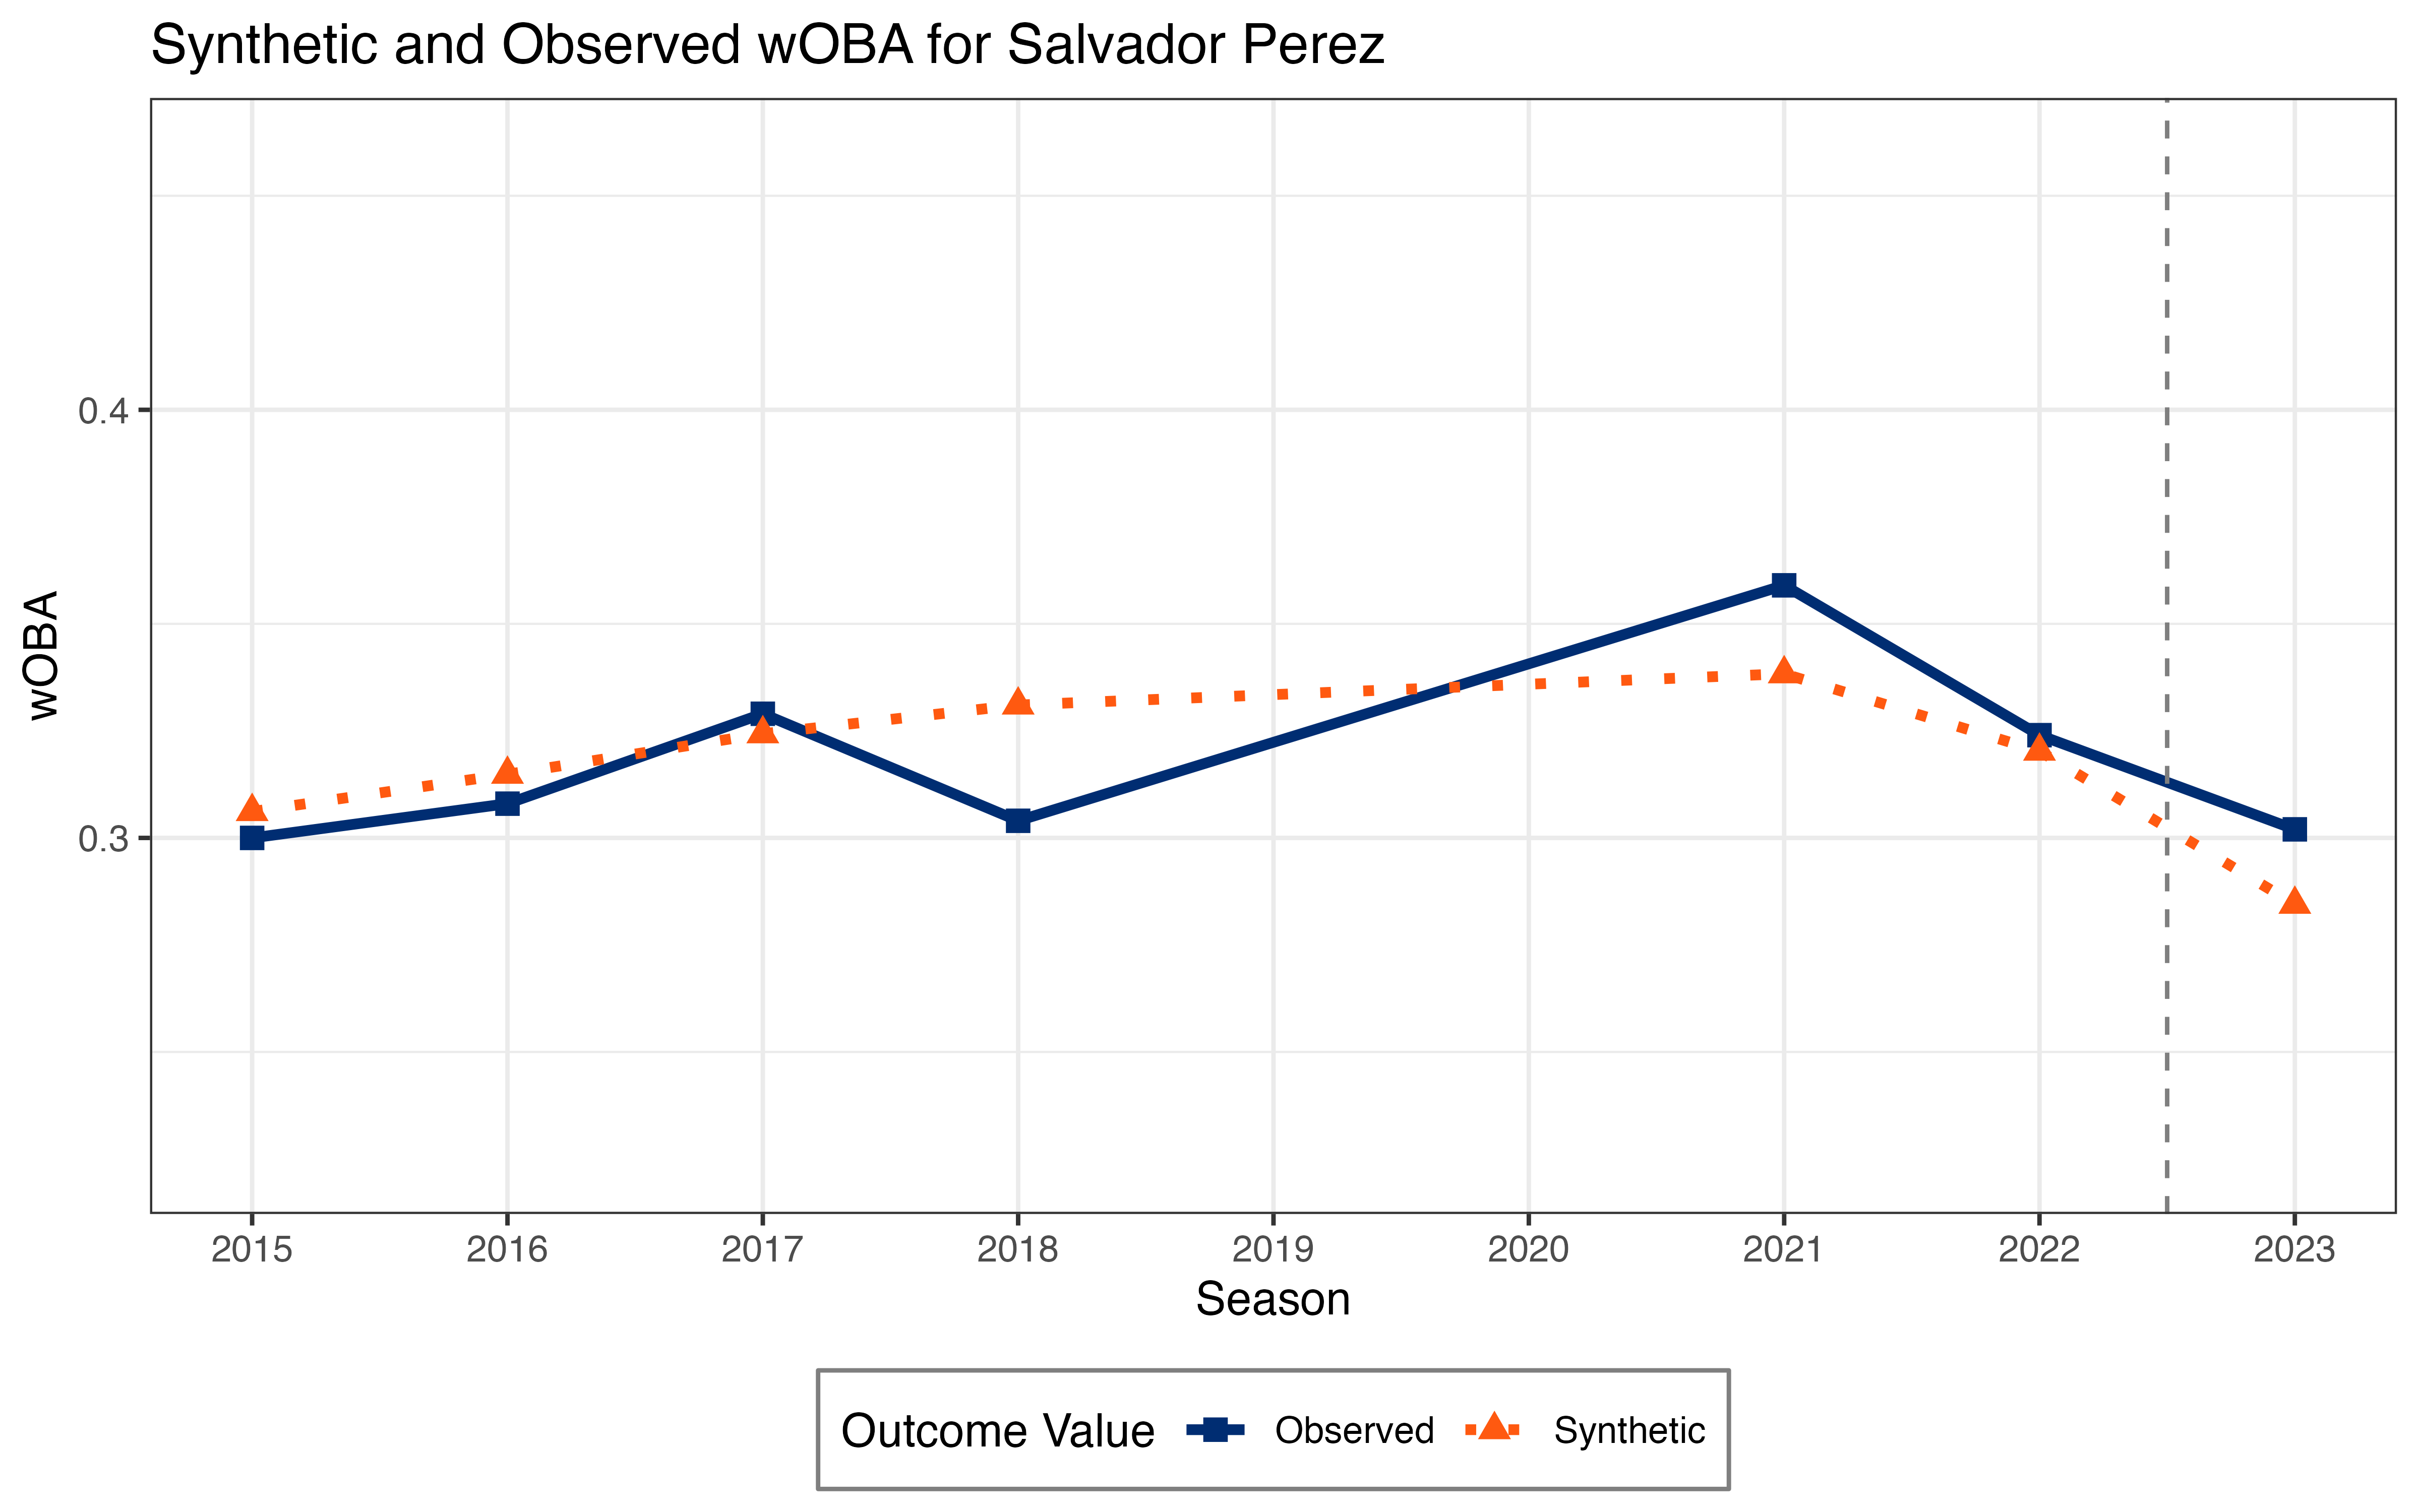 Synthetic and Observed wOBA for Salvador Perez
wOBA
0.4
0.3
2015 2016 2017 2018 2019 2020 2021 2022 2023
Season
Outcome Value Observed Synthetic